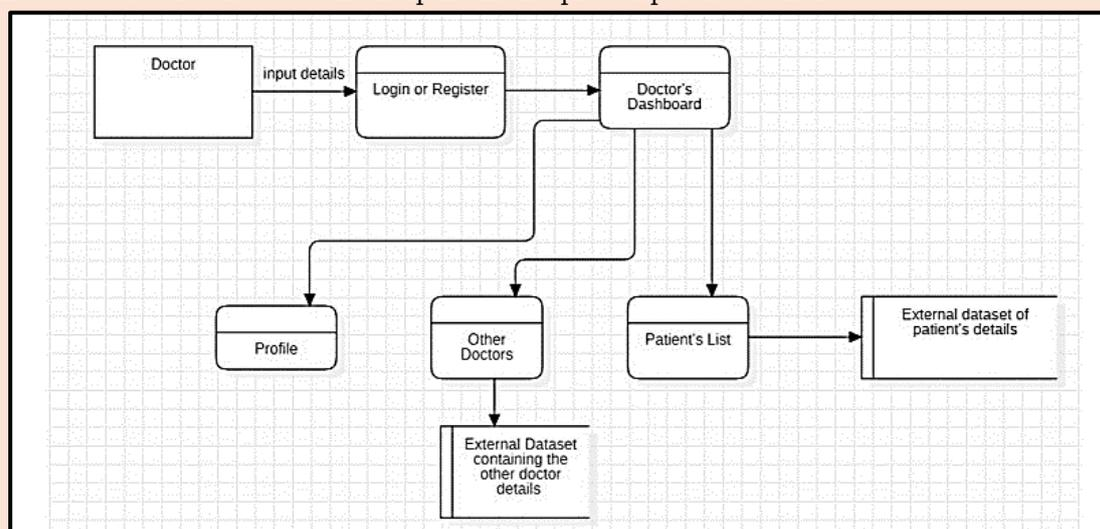 Doctor
input details
Login or Register
Doctor's
Dashboard
Profile
Other
Doctors
Patient's List
External dataset of
patient's details
External Dataset
containing the
other doctor
details